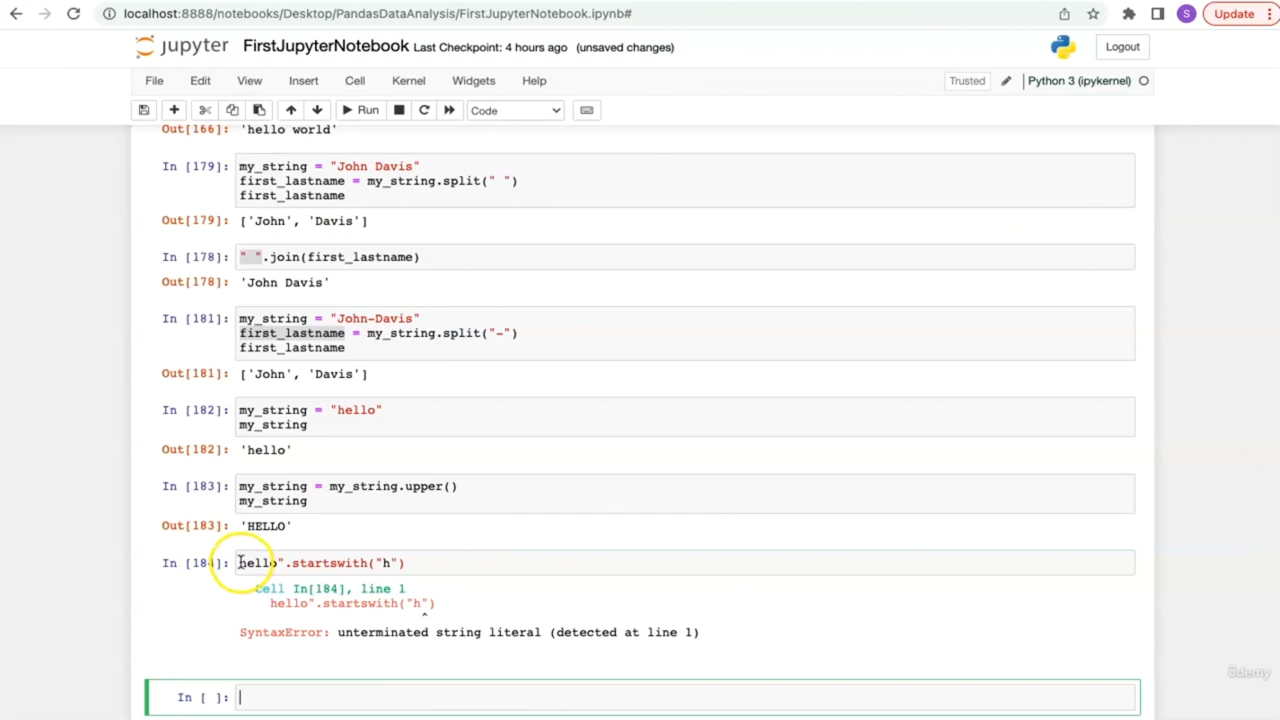 localhost:8888/notebooks/Desktop/PandasDataAnalysis/FirstJupyterNotebook.ipynb#
S
Update
jupyter FirstJupyterNotebook Last Checkpoint: 4 hours ago (unsaved changes)
Logout
File Edit View Insert Cell Kernel Widgets Help
Trusted Python 3 (ipykernel)
Run Code
Out[166]: 'hello world'
In [179]: my_string = "John Davis"
first_lastname = my_string.split(" ")
first_lastname
Out[179]: ['John', 'Davis']
In [178]: " ".join(first_lastname)
Out[178]: 'John Davis'
In [181]: my_string = "John-Davis"
first_lastname = my_string.split("-")
first_lastname
Out[181]: ['John', 'Davis']
In [182]: my_string = "hello"
my_string
Out[182]: 'hello'
In [183]: my_string = my_string.upper()
my_string
Out[183]: 'HELLO'
In [184]: hello".startswith("h")
Cell In[184], line 1
hello".startswith("h")
^
SyntaxError: unterminated string literal (detected at line 1)
In [ ]:
ûdemy